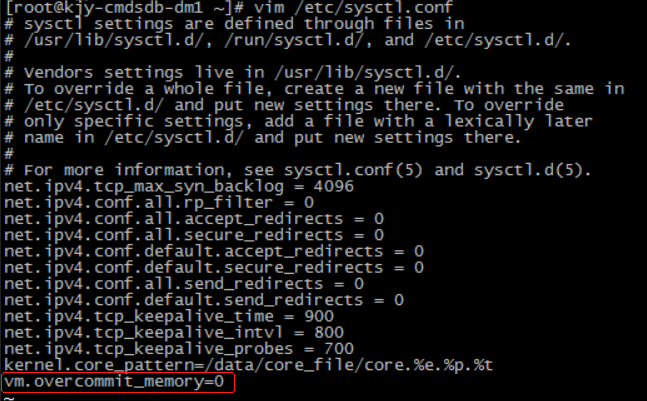 [root@kjy-cmdsdb-dm1 ~]# vim /etc/sysctl.conf
# sysctl settings are defined through files in
# /usr/lib/sysctl.d/, /run/sysctl.d/, and /etc/sysctl.d/.
#
# Vendors settings live in /usr/lib/sysctl.d/.
# To override a whole file, create a new file with the same in
# /etc/sysctl.d/ and put new settings there. To override
# only specific settings, add a file with a lexically later
# name in /etc/sysctl.d/ and put new settings there.
#
# For more information, see sysctl.conf(5) and sysctl.d(5).
net.ipv4.tcp_max_syn_backlog = 4096
net.ipv4.conf.all.rp_filter = 0
net.ipv4.conf.all.accept_redirects = 0
net.ipv4.conf.all.secure_redirects = 0
net.ipv4.conf.default.accept_redirects = 0
net.ipv4.conf.default.secure_redirects = 0
net.ipv4.conf.all.send_redirects = 0
net.ipv4.conf.default.send_redirects = 0
net.ipv4.tcp_keepalive_time = 900
net.ipv4.tcp_keepalive_intvl = 800
net.ipv4.tcp_keepalive_probes = 700
kernel.core_pattern=/data/core_file/core.%e.%p.%t
vm.overcommit_memory=0
~